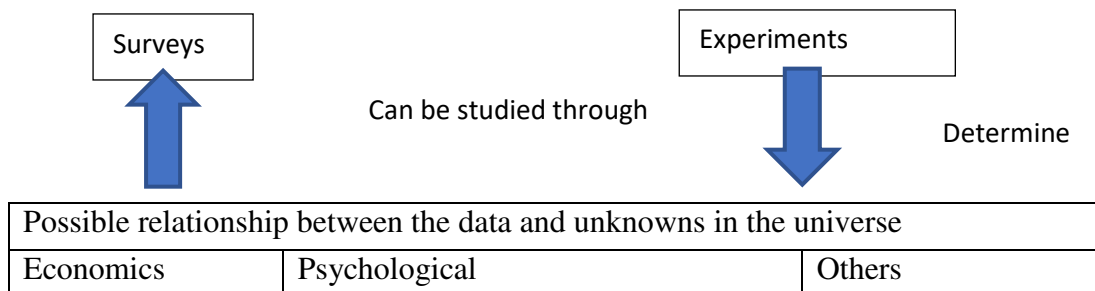 Surveys
Experiments
Can be studied through
Determine
Possible relationship between the data and unknowns in the universe
Economics
Psychological
Others